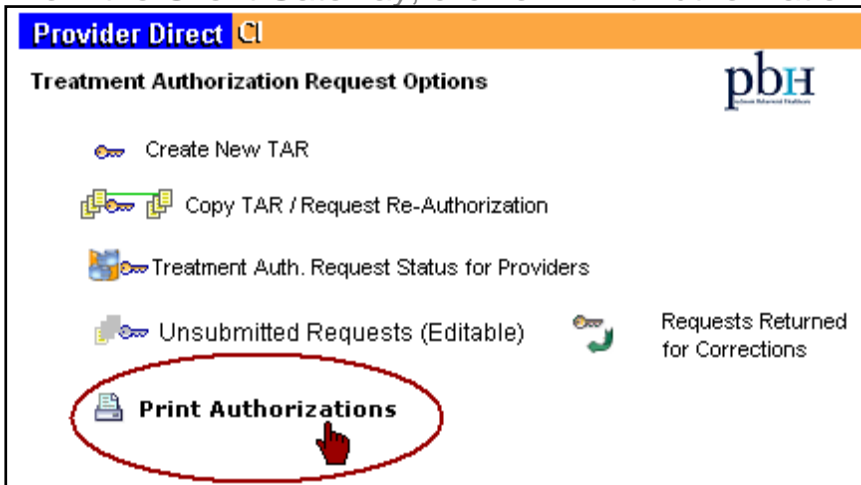 Provider Direct Cl
Treatment Authorization Request Options
pbH
Create New TAR
Copy TAR / Request Re-Authorization
Treatment Auth. Request Status for Providers
Unsubmitted Requests (Editable)
Requests Returned
for Corrections
Print Authorizations